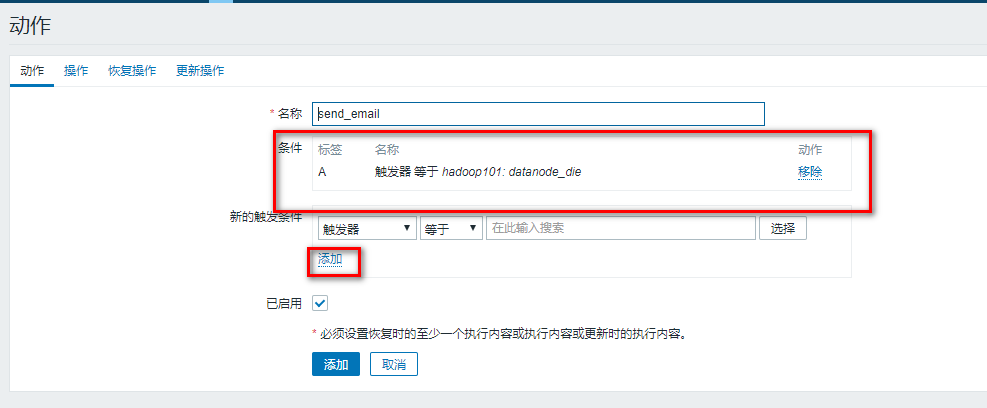 动作
动作 操作 恢复操作 更新操作
* 名称 send_email
条件 标签 名称 动作
A 触发器 等于 hadoop101: datanode_die 移除
新的触发条件 触发器 等于 在此输入搜索 选择
添加
已启用
* 必须设置恢复时的至少一个执行内容或执行内容或更新时的执行内容。
添加 取消